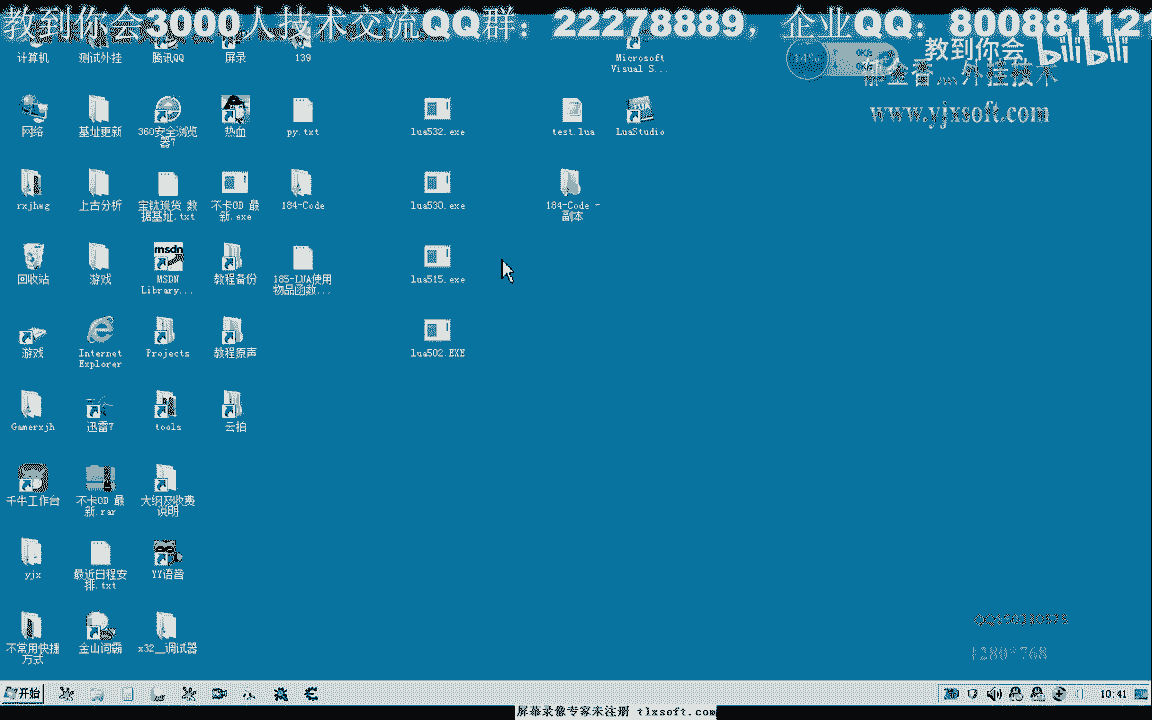 教到你会3000人技术交流QQ群：22278889，企业QQ：800881121
计算机
测试外挂
腾讯QQ
屏录
139
Microsoft
Visual S...
14%
0K/s
0K/s
教到你会
bilibili
郁金香灬外挂技术
www.yjxsoft.com
网络
基址更新
360安全浏览
器7
热血
py.txt
lua532.exe
test.lua
LuaStudio
rxjhwg
上古分析
宝钛现货 数
据基址.txt
不卡OD 最
新.exe
184-Code
lua530.exe
184-Code -
副本
回收站
游戏
msdn
MSDN
Library...
教程备份
185-LUA使用
物品函数...
lua515.exe
游戏
Internet
Explorer
Projects
教程原声
lua502.EXE
Gamerxjh
迅雷7
tools
云拍
千牛工作台
不卡OD 最
新.rar
大纲及收费
说明
yjx
最近日程安
排.txt
YY语音
不常用快捷
方式
金山词霸
x32__调试器
1280*768
开始
10:41
屏幕录像专家未注册 tlxsoft.com